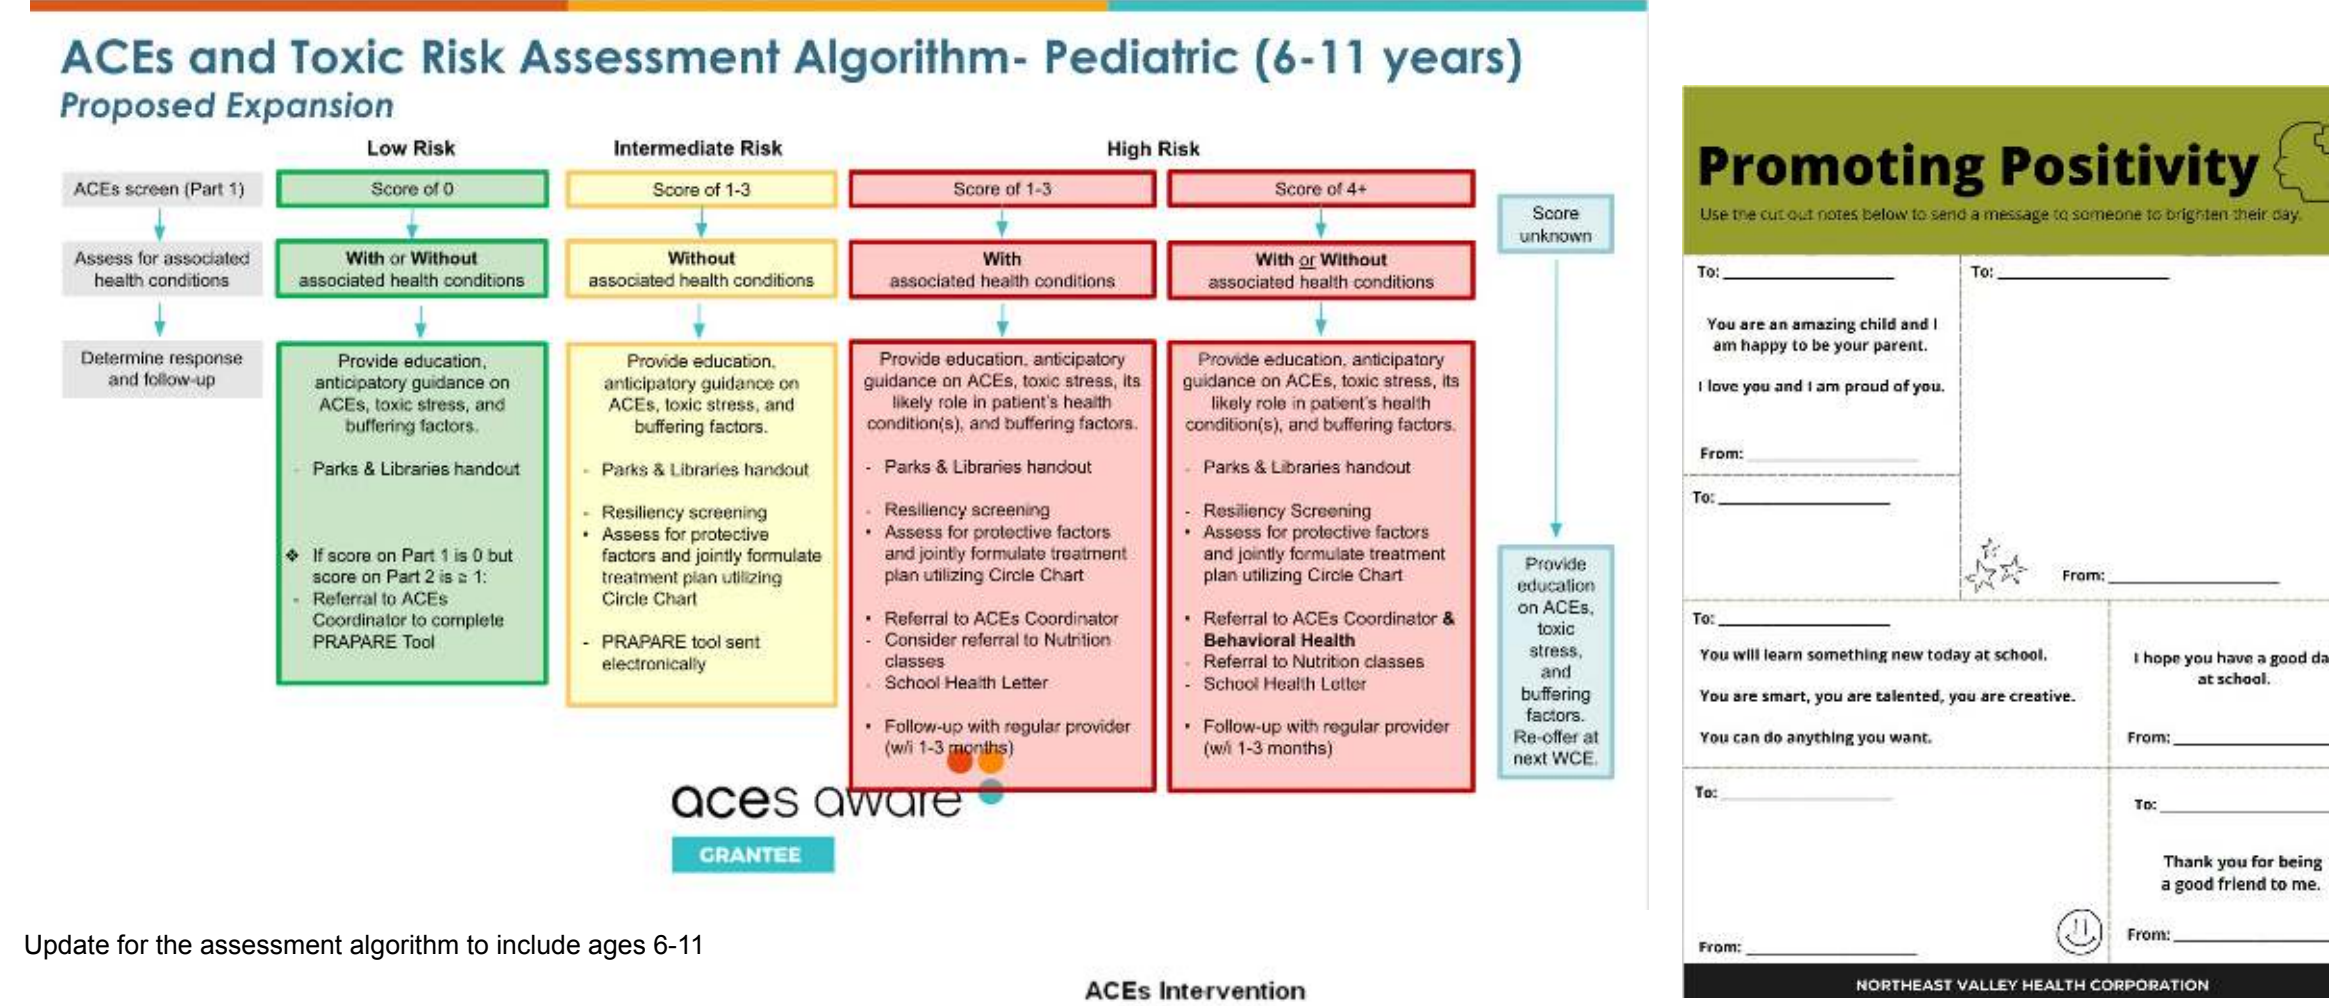 ACEs and Toxic Risk Assessment Algorithm- Pediatric (6-11 years)
Proposed Expansion
Low Risk
Intermediate Risk
High Risk
ACEs screen (Part 1)
Score of 0
Score of 1-3
Score of 1-3
Score of 4+
Score
unknown
Assess for associated
health conditions
With or Without
associated health conditions
Without
associated health conditions
With
associated health conditions
With or Without
associated health conditions
Determine response
and follow-up
Provide education,
anticipatory guidance on
ACEs, toxic stress, and
buffering factors.
- Parks & Libraries handout
❖ If score on Part 1 is 0 but
score on Part 2 is ≥ 1:
- Referral to ACEs
Coordinator to complete
PRAPARE Tool
Provide education,
anticipatory guidance on
ACEs, toxic stress, and
buffering factors.
- Parks & Libraries handout
- Resiliency screening
• Assess for protective
factors and jointly formulate
treatment plan utilizing
Circle Chart
- PRAPARE tool sent
electronically
Provide education, anticipatory
guidance on ACEs, toxic stress, its
likely role in patient's health
condition(s), and buffering factors.
- Parks & Libraries handout
- Resiliency screening
• Assess for protective factors
and jointly formulate treatment
plan utilizing Circle Chart
• Referral to ACEs Coordinator
- Consider referral to Nutrition
classes
- School Health Letter
• Follow-up with regular provider
(w/i 1-3 months)
Provide education, anticipatory
guidance on ACEs, toxic stress, its
likely role in patient's health
condition(s), and buffering factors.
- Parks & Libraries handout
- Resiliency Screening
• Assess for protective factors
and jointly formulate treatment
plan utilizing Circle Chart
• Referral to ACEs Coordinator &
Behavioral Health
- Referral to Nutrition classes
- School Health Letter
• Follow-up with regular provider
(w/i 1-3 months)
Provide
education
on ACEs,
toxic
stress,
and
buffering
factors.
Re-offer at
next WCE.
aces aware
GRANTEE
Update for the assessment algorithm to include ages 6-11
ACEs Intervention
Promoting Positivity
Use the cut out notes below to send a message to someone to brighten their day.
To:
You are an amazing child and I
am happy to be your parent.
I love you and I am proud of you.
From:
To:
From:
To:
To:
You will learn something new today at school.
You are smart, you are talented, you are creative.
You can do anything you want.
I hope you have a good da
at school.
From:
To:
From:
To:
Thank you for being
a good friend to me.
From:
NORTHEAST VALLEY HEALTH CORPORATION